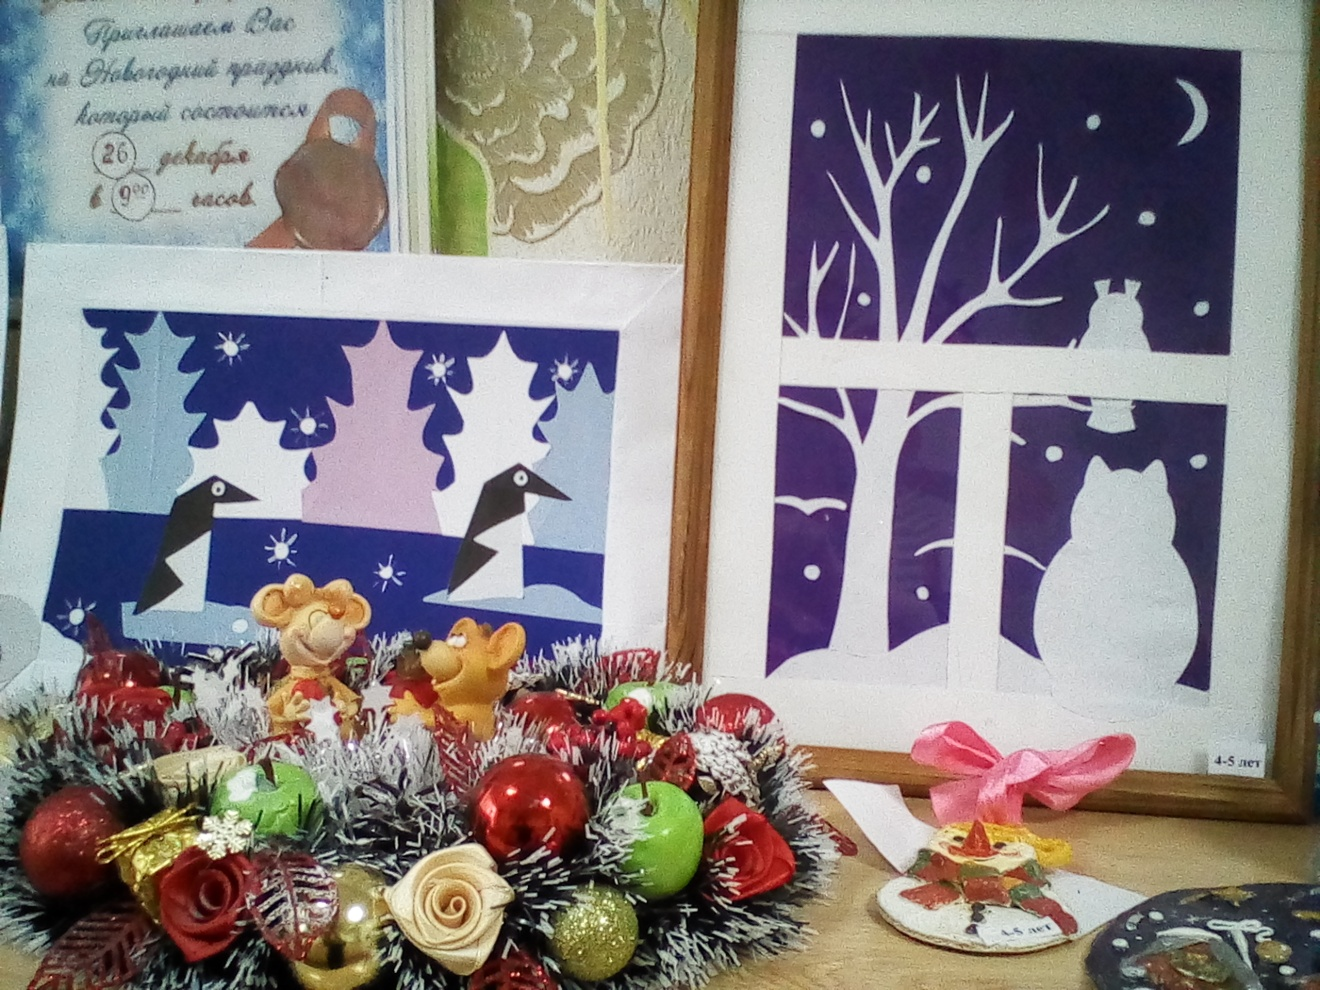 Приглашаем Вас
на Новогодний праздник,
который состоится
26 декабря
в 9⁰⁰ часов
4-5 лет
4-5 лет